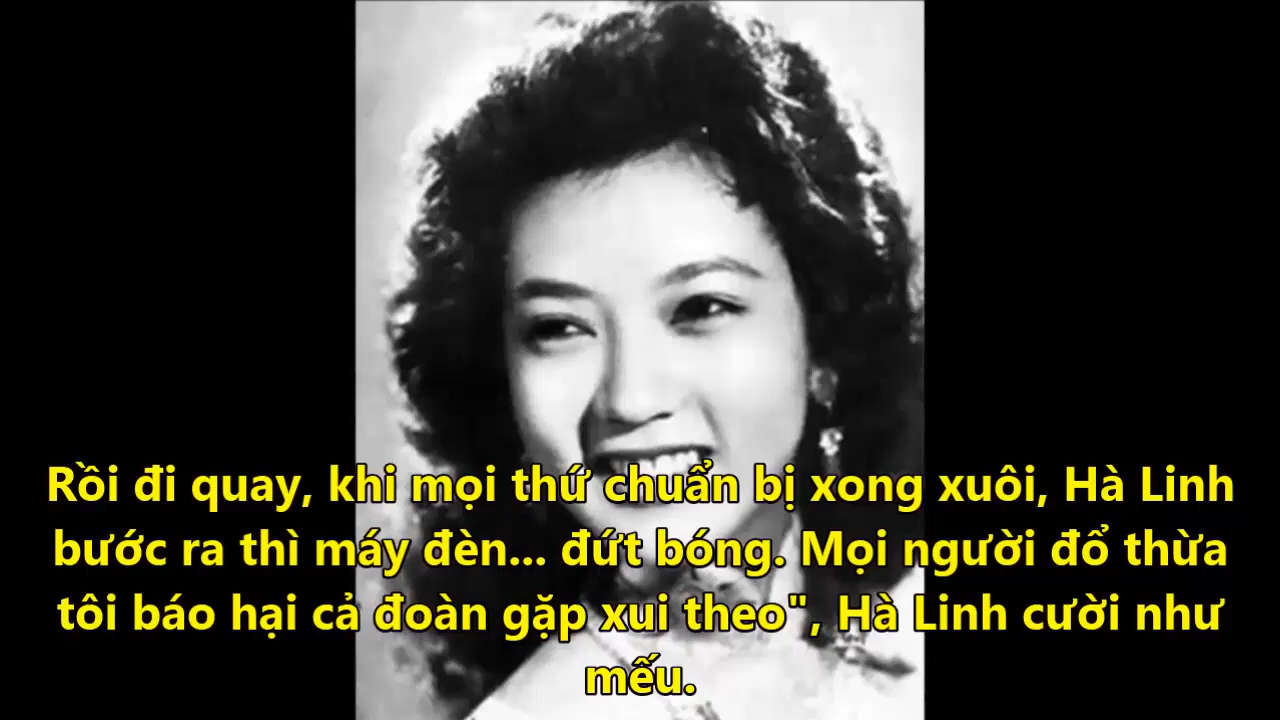 Rồi đi quay, khi mọi thứ chuẩn bị xong xuôi, Hà Linh
bước ra thì máy đèn... đứt bóng. Mọi người đổ thừa
tôi báo hại cả đoàn gặp xui theo", Hà Linh cười như
mếu.